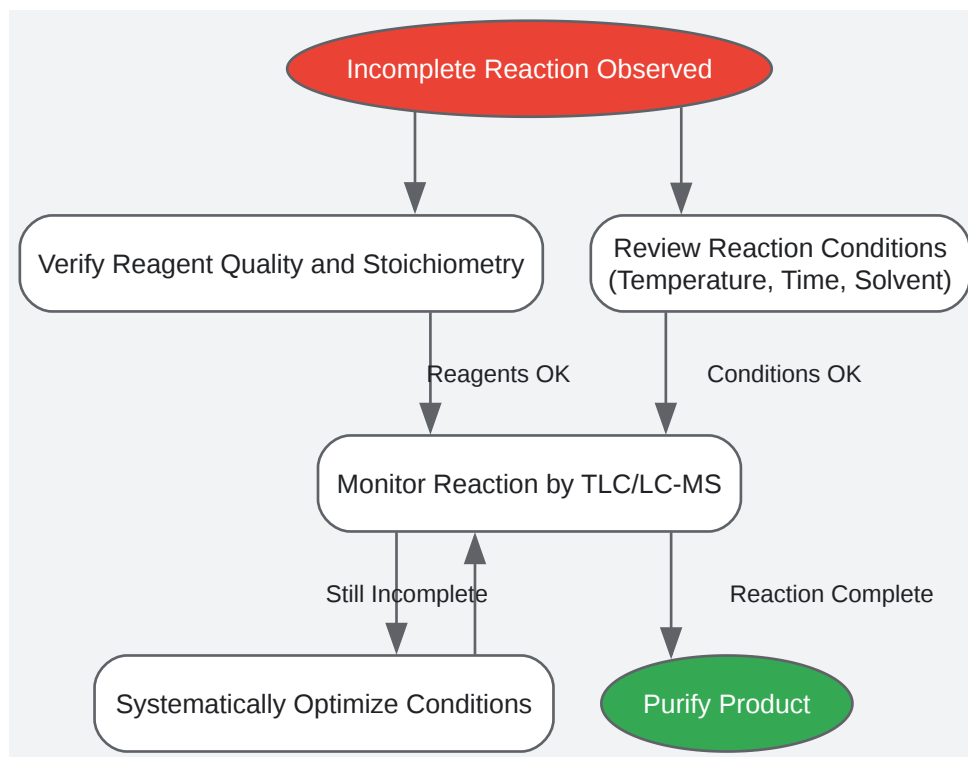 Incomplete Reaction Observed
Verify Reagent Quality and Stoichiometry
Review Reaction Conditions
(Temperature, Time, Solvent)
Reagents OK
Conditions OK
Monitor Reaction by TLC/LC-MS
Still Incomplete
Reaction Complete
Systematically Optimize Conditions
Purify Product